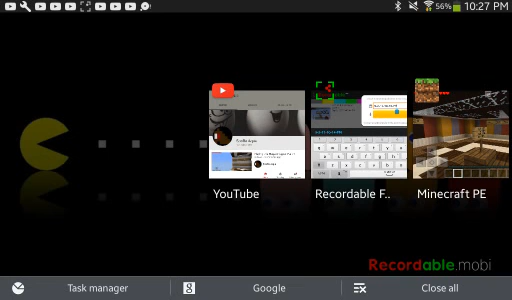 56% 10:27 PM
YouTube
Recordable F..
Minecraft PE
Recordable.mobi
Task manager
Google
Close all